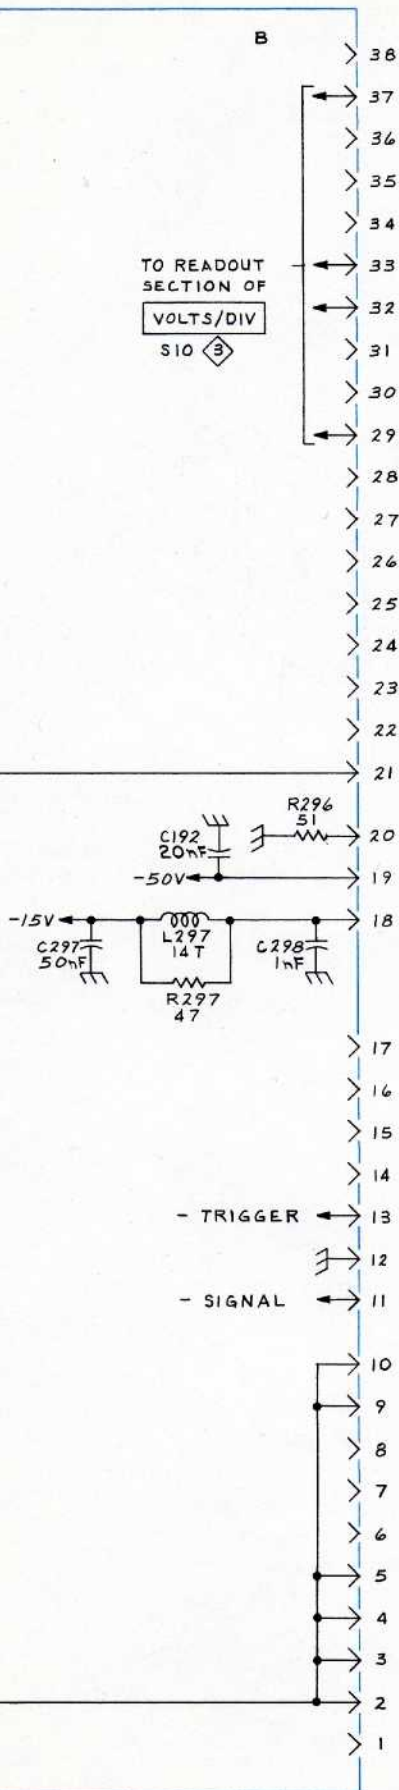 B
38
37
36
35
34
TO READOUT
33
SECTION OF
VOLTS/DIV
32
S10 3
31
30
29
28
27
26
25
24
23
22
21
R296
51
20
C192
20nF
-50V
19
-15V
18
L297
14T
C297
50nF
C298
1nF
R297
47
17
16
15
14
- TRIGGER
13
12
- SIGNAL
11
10
9
8
7
6
5
4
3
2
1